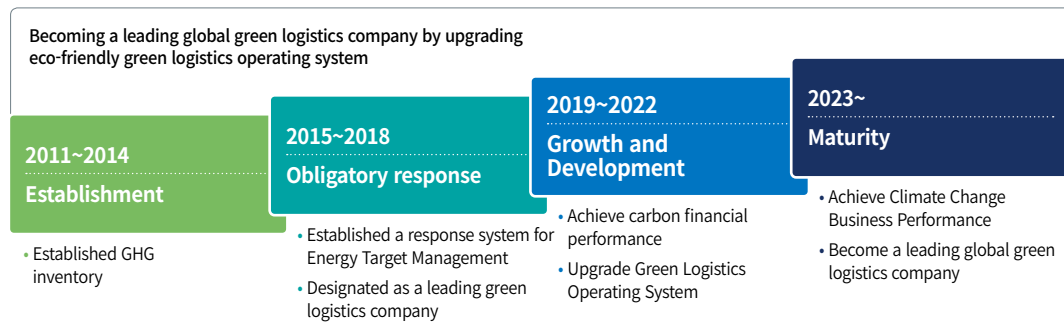 Becoming a leading global green logistics company by upgrading
eco-friendly green logistics operating system
2011~2014
Establishment
• Established GHG
inventory
2015~2018
Obligatory response
• Established a response system for
Energy Target Management
• Designated as a leading green
logistics company
2019~2022
Growth and
Development
• Achieve carbon financial
performance
• Upgrade Green Logistics
Operating System
2023~
Maturity
• Achieve Climate Change
Business Performance
• Become a leading global green
logistics company